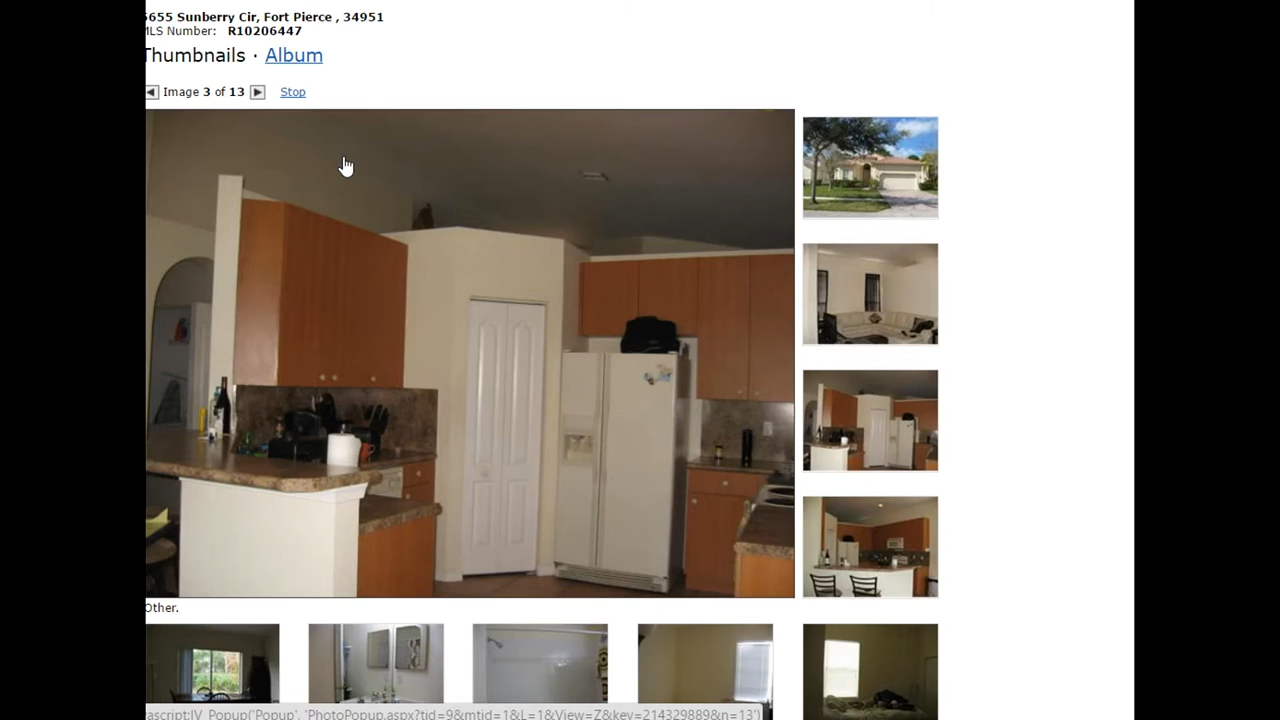 5655 Sunberry Cir, Fort Pierce , 34951
MLS Number: R10206447
Thumbnails · Album
Image 3 of 13 Stop
Other.
ascript:IV_Popup('Popup', 'PhotoPopup.aspx?tid=9&mtid=1&L=1&View=Z&key=214329889&n=13')